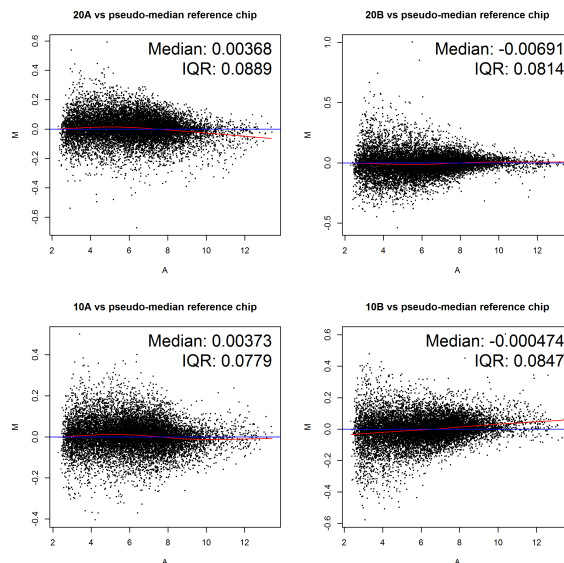 20A vs pseudo-median reference chip
Median: 0.00368
IQR: 0.0889
M
0.6
0.4
0.2
0.0
-0.2
-0.4
-0.6
2 4 6 8 10 12
A
20B vs pseudo-median reference chip
Median: -0.00691
IQR: 0.0814
M
1.0
0.5
0.0
-0.5
2 4 6 8 10 12
A
10A vs pseudo-median reference chip
Median: 0.00373
IQR: 0.0779
M
0.4
0.2
0.0
-0.2
-0.4
2 4 6 8 10 12
A
10B vs pseudo-median reference chip
Median: -0.000474
IQR: 0.0847
M
0.6
0.4
0.2
0.0
-0.2
-0.4
-0.6
2 4 6 8 10 12
A